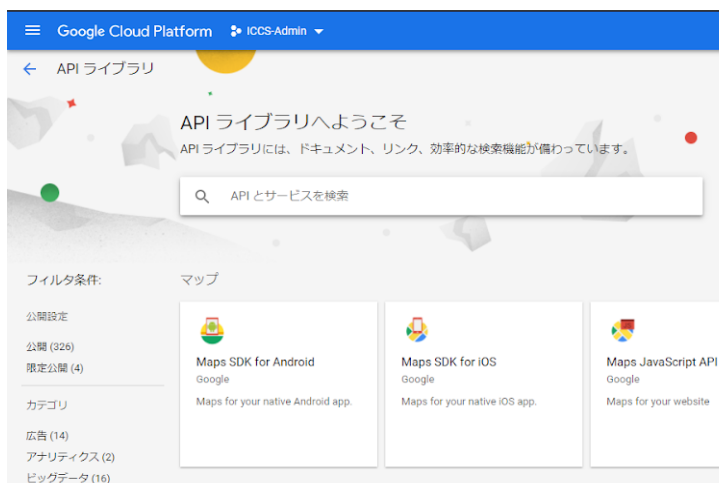 Google Cloud Platform ICCS-Admin
API ライブラリ
API ライブラリへようこそ
API ライブラリには、ドキュメント、リンク、効率的な検索機能が備わっています。
API とサービスを検索
フィルタ条件:
公開設定
公開 (326)
限定公開 (4)
カテゴリ
広告 (14)
アナリティクス (2)
ビッグデータ (16)
マップ
Maps SDK for Android
Google
Maps for your native Android app.
Maps SDK for iOS
Google
Maps for your native iOS app.
Maps JavaScript API
Google
Maps for your website